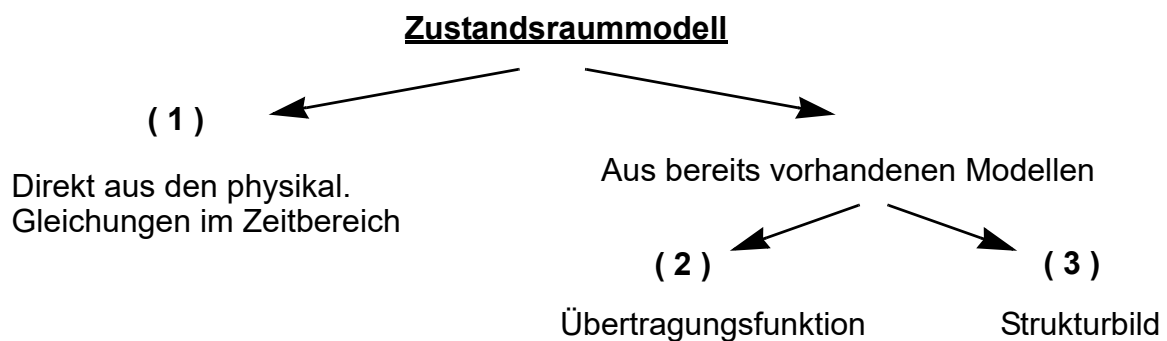 Zustandsraummodell
( 1 )
Direkt aus den physikal.
Gleichungen im Zeitbereich
Aus bereits vorhandenen Modellen
( 2 )
Übertragungsfunktion
( 3 )
Strukturbild